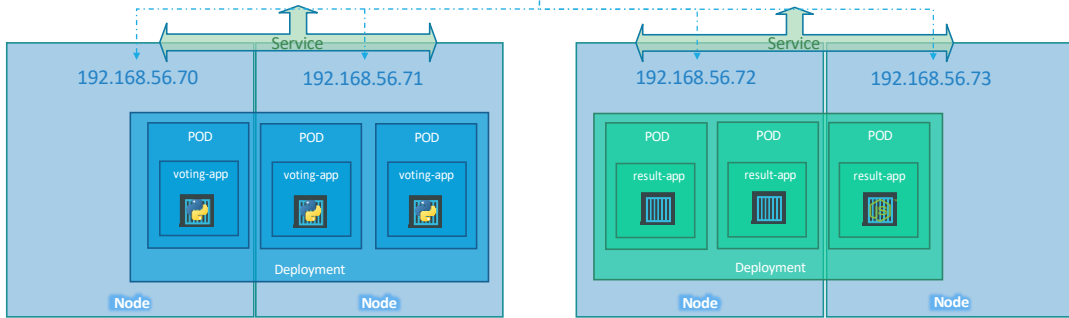 Service
Service
192.168.56.70
192.168.56.71
192.168.56.72
192.168.56.73
POD
POD
POD
POD
POD
POD
voting-app
voting-app
voting-app
result-app
result-app
result-app
Deployment
Deployment
Node
Node
Node
Node